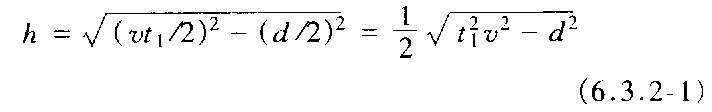 h = √((vt₁/2)² − (d/2)²) = 1/2 √(t₁²v² − d²)
(6.3.2-1)